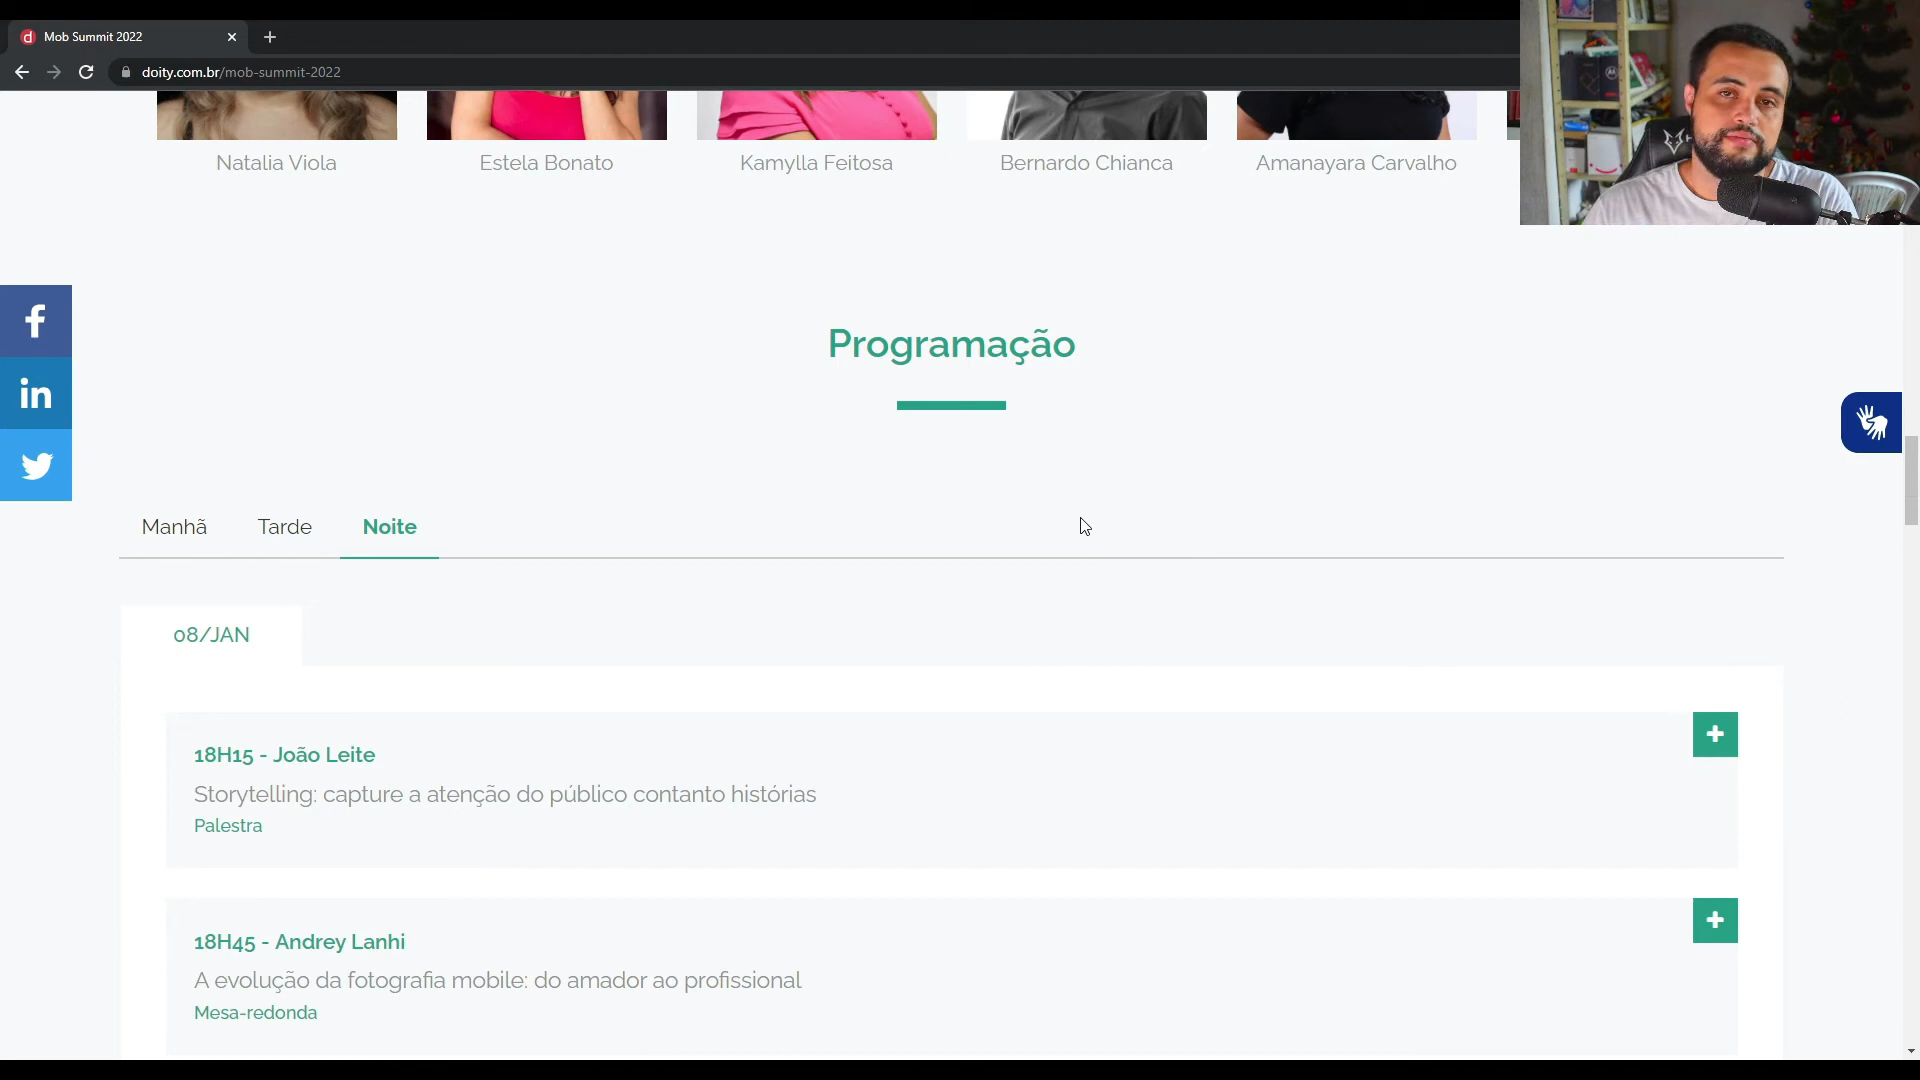 Mob Summit 2022
doity.com.br/mob-summit-2022
Natalia Viola
Estela Bonato
Kamylla Feitosa
Bernardo Chianca
Amanayara Carvalho
Programação
Manhã
Tarde
Noite
08/JAN
18H15 - João Leite
Storytelling: capture a atenção do público contanto histórias
Palestra
18H45 - Andrey Lanhi
A evolução da fotografia mobile: do amador ao profissional
Mesa-redonda